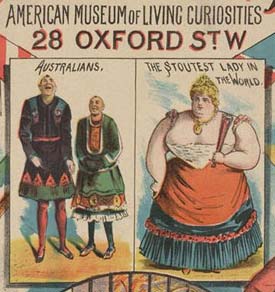 AMERICAN MUSEUM OF LIVING CURIOSITIES
28 OXFORD ST. W
AUSTRALIANS.
THE STOUTEST LADY IN
THE WORLD.